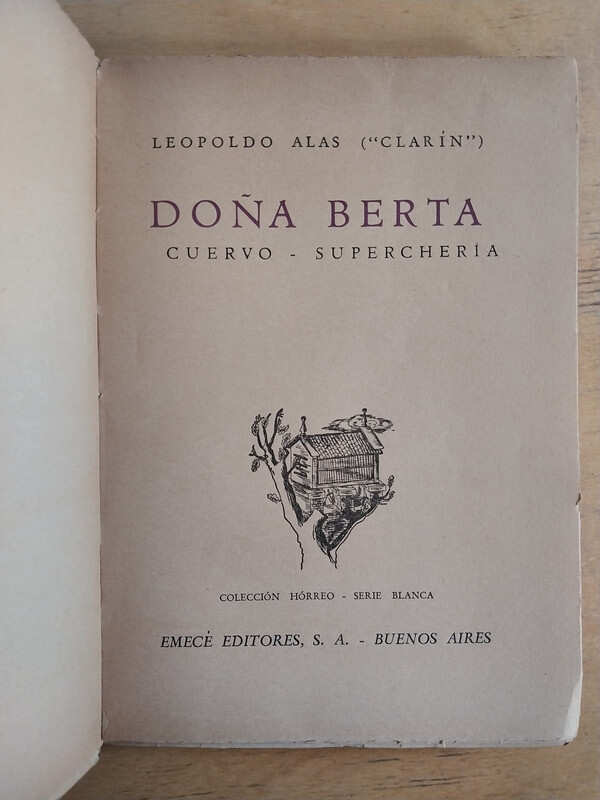 LEOPOLDO ALAS ("CLARÍN")
DOÑA BERTA
CUERVO - SUPERCHERÍA
COLECCIÓN HÓRREO - SERIE BLANCA
EMECÉ EDITORES, S. A. - BUENOS AIRES